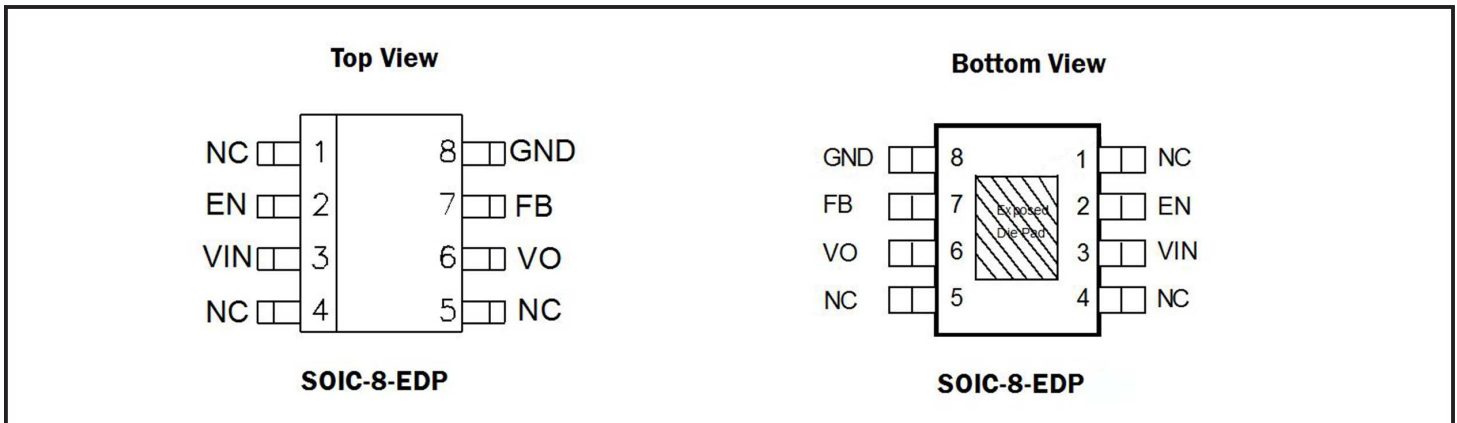 Top View
NC 1 8 GND
EN 2 7 FB
VIN 3 6 VO
NC 4 5 NC
SOIC-8-EDP
Bottom View
GND 8 1 NC
FB 7 2 EN
Exposed
Die Pad
VO 6 3 VIN
NC 5 4 NC
SOIC-8-EDP